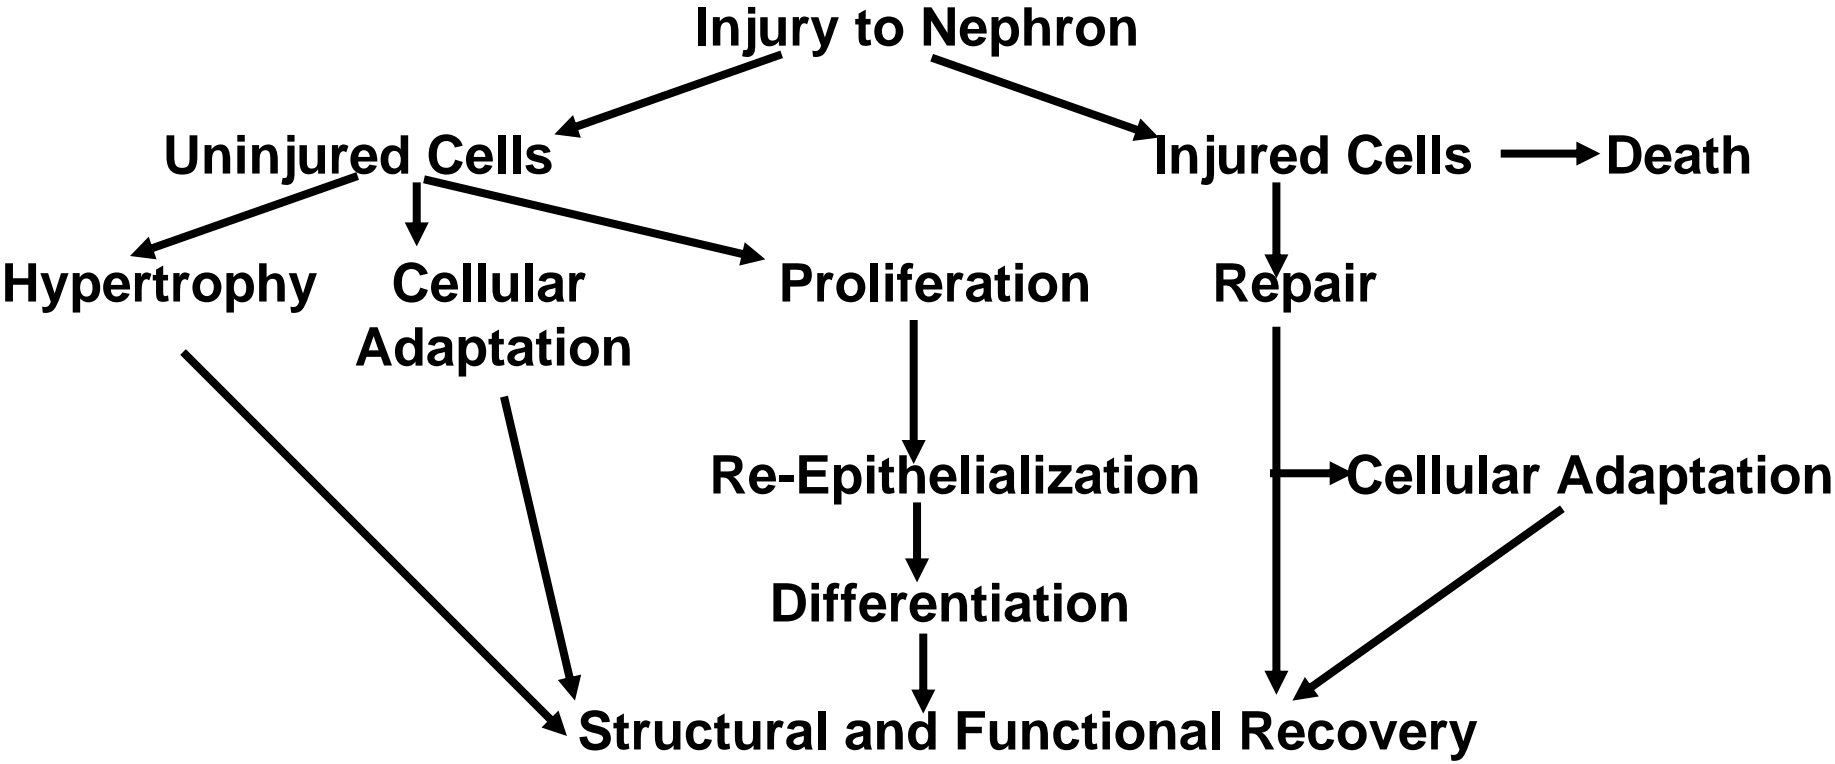 Injury to Nephron
Uninjured Cells
Injured Cells
Death
Hypertrophy
Cellular
Adaptation
Proliferation
Repair
Re-Epithelialization
Cellular Adaptation
Differentiation
Structural and Functional Recovery